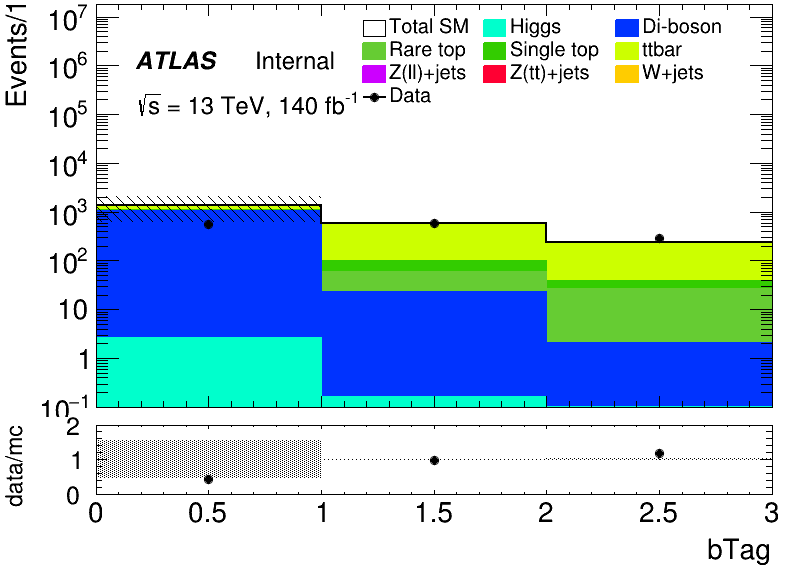 Events/1
10⁷
10⁶
10⁵
10⁴
10³
10²
10
1
10⁻¹
ATLAS Internal
√s = 13 TeV, 140 fb⁻¹
Total SM Higgs Di-boson
Rare top Single top ttbar
Z(ll)+jets Z(tt)+jets W+jets
Data
data/mc
2
1
0
0 0.5 1 1.5 2 2.5 3
bTag